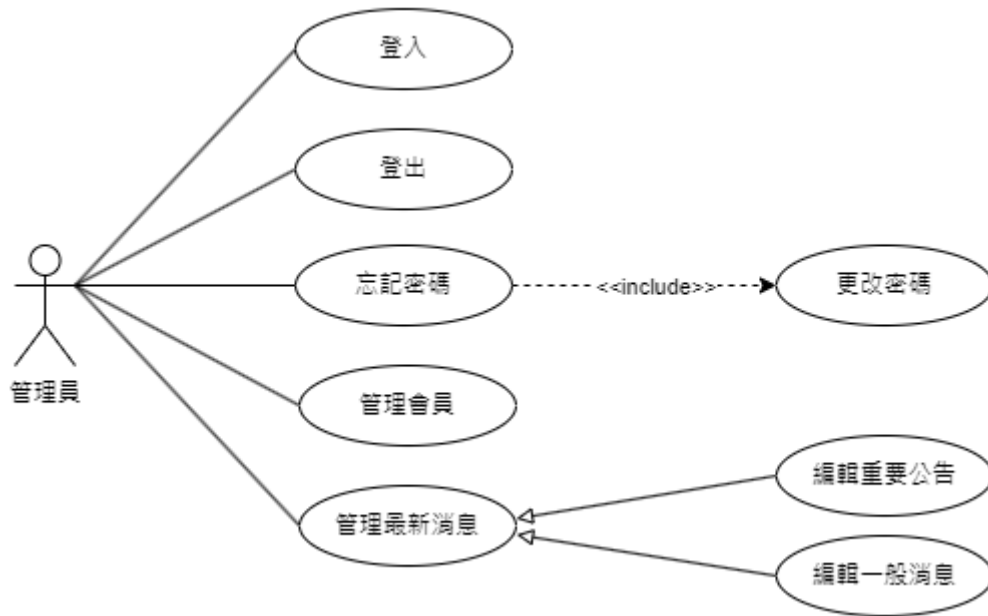 登入
登出
忘記密碼
<<include>>
更改密碼
管理員
管理會員
編輯重要公告
管理最新消息
編輯一般消息